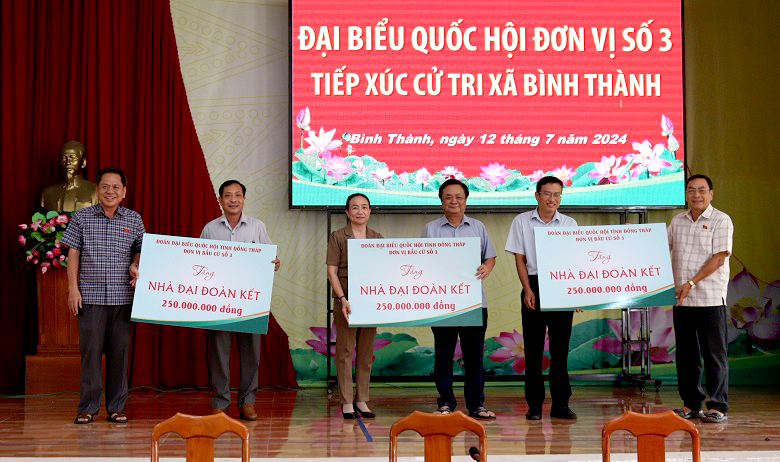 ĐẠI BIỂU QUỐC HỘI ĐƠN VỊ SỐ 3
TIẾP XÚC CỬ TRI XÃ BÌNH THÀNH
Bình Thành, ngày 12 tháng 7 năm 2024
ĐOÀN ĐẠI BIỂU QUỐC HỘI TỈNH ĐỒNG THÁP
ĐƠN VỊ BẦU CỬ SỐ 3
Tặng
NHÀ ĐẠI ĐOÀN KẾT
250.000.000 đồng
ĐOÀN ĐẠI BIỂU QUỐC HỘI TỈNH ĐỒNG THÁP
ĐƠN VỊ BẦU CỬ SỐ 3
Tặng
NHÀ ĐẠI ĐOÀN KẾT
250.000.000 đồng
ĐOÀN ĐẠI BIỂU QUỐC HỘI TỈNH ĐỒNG THÁP
ĐƠN VỊ BẦU CỬ SỐ 3
Tặng
NHÀ ĐẠI ĐOÀN KẾT
250.000.000 đồng